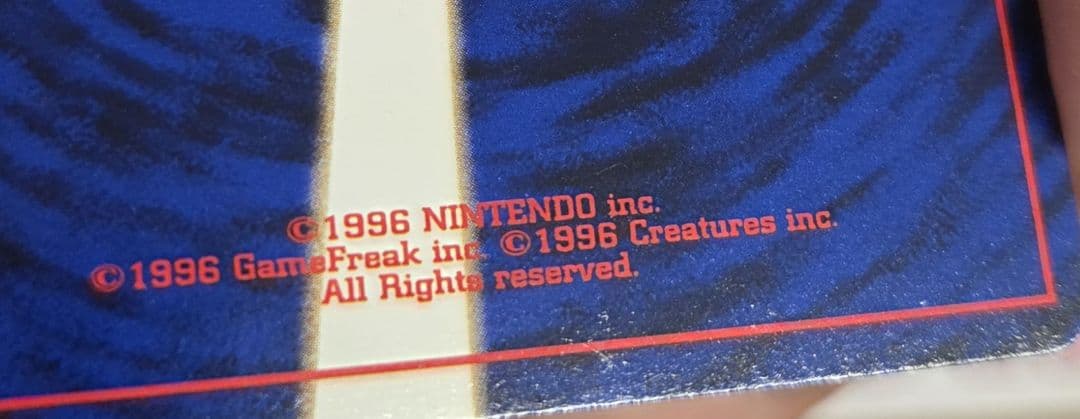 ©1996 NINTENDO inc.
©1996 GameFreak inc. ©1996 Creatures inc.
All Rights reserved.